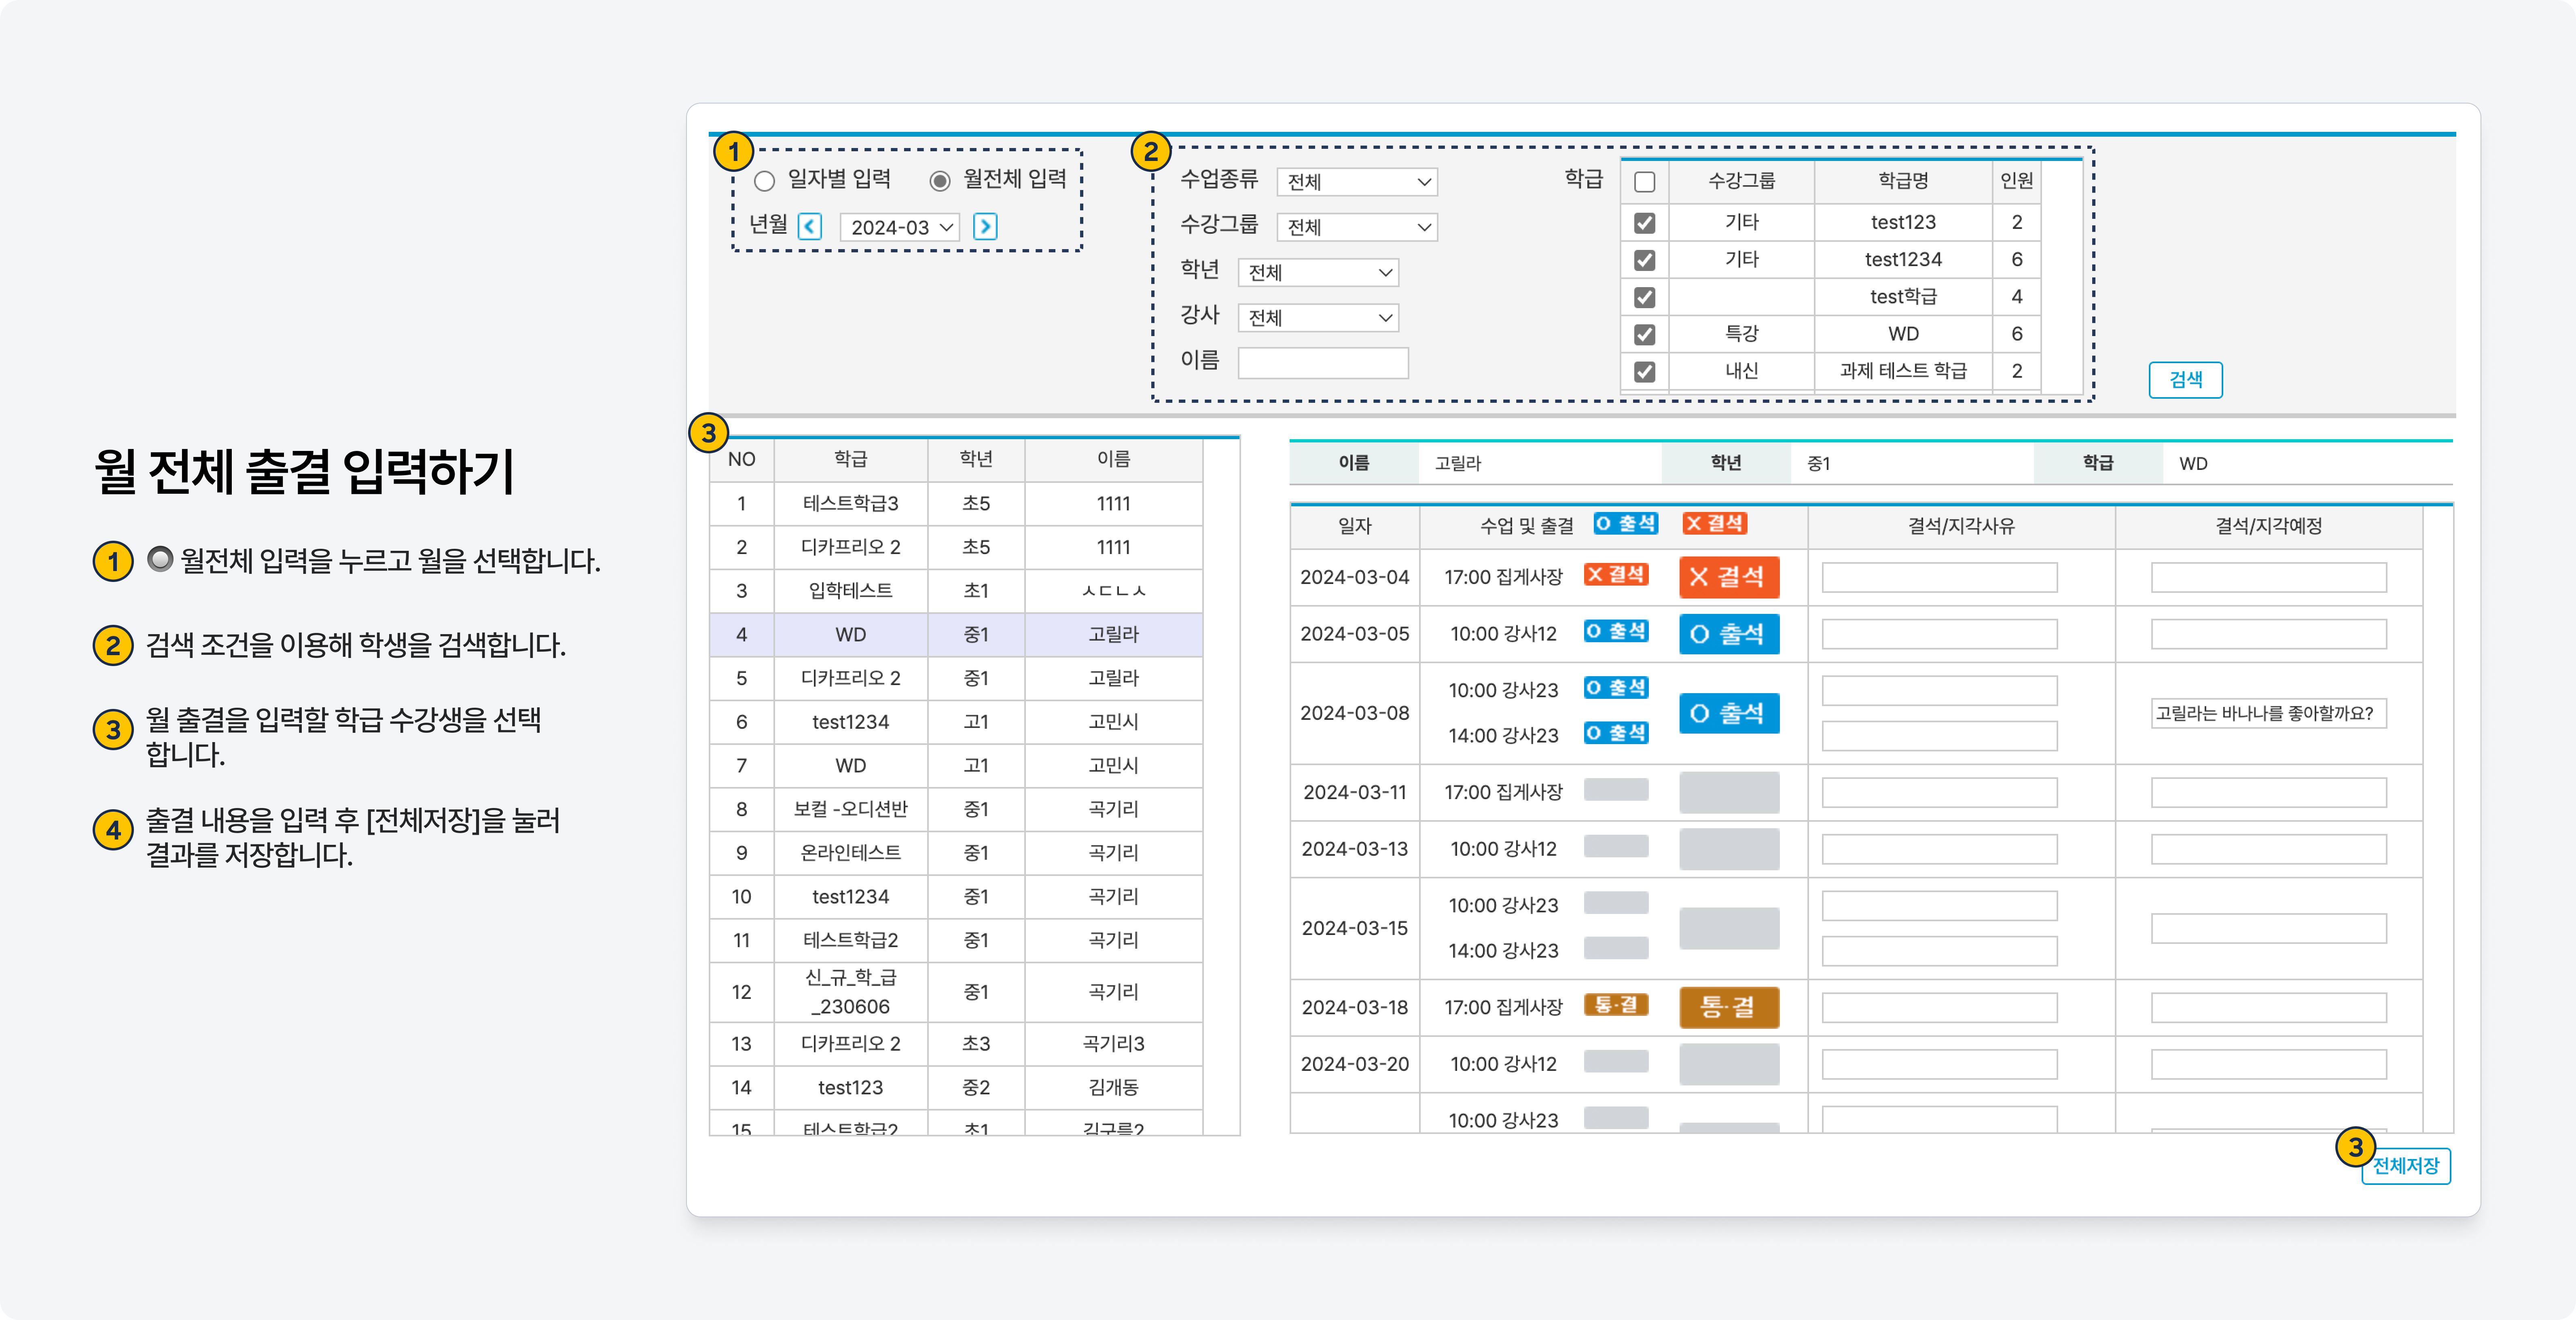 월 전체 출결 입력하기
1 월전체 입력을 누르고 월을 선택합니다.
2 검색 조건을 이용해 학생을 검색합니다.
3 월 출결을 입력할 학급 수강생을 선택
합니다.
4 출결 내용을 입력 후 [전체저장]을 눌러
결과를 저장합니다.
1
일자별 입력 월전체 입력
년월 2024-03
2
수업종류 전체
수강그룹 전체
학년 전체
강사 전체
이름
학급
수강그룹 학급명 인원
기타 test123 2
기타 test1234 6
test학급 4
특강 WD 6
내신 과제 테스트 학급 2
검색
3
NO 학급 학년 이름
1 테스트학급3 초5 1111
2 디카프리오 2 초5 1111
3 입학테스트 초1 ㅅㄷㄴㅅ
4 WD 중1 고릴라
5 디카프리오 2 중1 고릴라
6 test1234 고1 고민시
7 WD 고1 고민시
8 보컬 -오디션반 중1 곡기리
9 온라인테스트 중1 곡기리
10 test1234 중1 곡기리
11 테스트학급2 중1 곡기리
12 신_규_학_급
_230606 중1 곡기리
13 디카프리오 2 초3 곡기리3
14 test123 중2 김개동
15 테스트학급2 초1 김구름2
이름 고릴라 학년 중1 학급 WD
일자 수업 및 출결 O 출석 X 결석 결석/지각사유 결석/지각예정
2024-03-04 17:00 집게사장 X 결석 X 결석
2024-03-05 10:00 강사12 O 출석 O 출석
2024-03-08 10:00 강사23 O 출석 O 출석 고릴라는 바나나를 좋아할까요?
14:00 강사23 O 출석
2024-03-11 17:00 집게사장
2024-03-13 10:00 강사12
2024-03-15 10:00 강사23
14:00 강사23
2024-03-18 17:00 집게사장 통·결 통·결
2024-03-20 10:00 강사12
10:00 강사23
3
전체저장